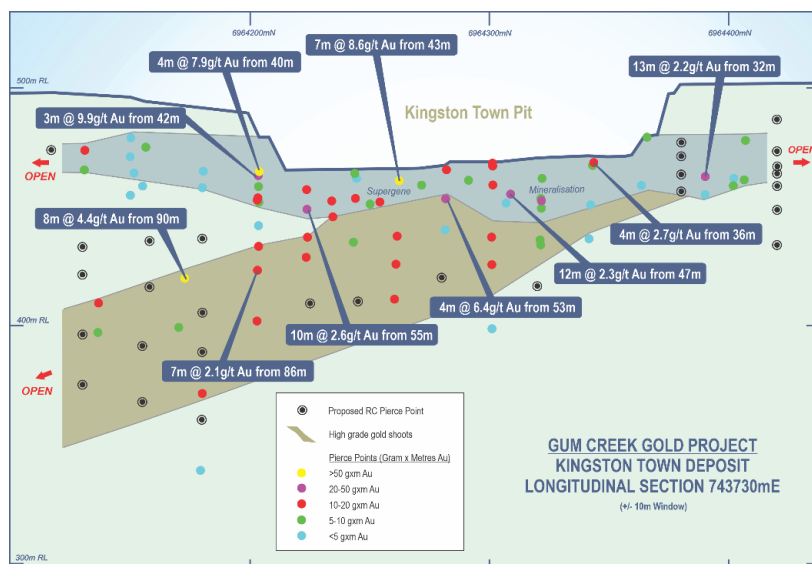 6964200mN
6964300mN
6964400mN
7m @ 8.6g/t Au from 43m
4m @ 7.9g/t Au from 40m
13m @ 2.2g/t Au from 32m
500m RL
Kingston Town Pit
3m @ 9.9g/t Au from 42m
OPEN
OPEN
Supergene
Mineralisation
8m @ 4.4g/t Au from 90m
4m @ 2.7g/t Au from 36m
12m @ 2.3g/t Au from 47m
4m @ 6.4g/t Au from 53m
400m RL
10m @ 2.6g/t Au from 55m
7m @ 2.1g/t Au from 86m
OPEN
Proposed RC Pierce Point
High grade gold shoots
Pierce Points (Gram x Metres Au)
>50 gxm Au
20-50 gxm Au
10-20 gxm Au
5-10 gxm Au
<5 gxm Au
GUM CREEK GOLD PROJECT
KINGSTON TOWN DEPOSIT
LONGITUDINAL SECTION 743730mE
(+/- 10m Window)
300m RL